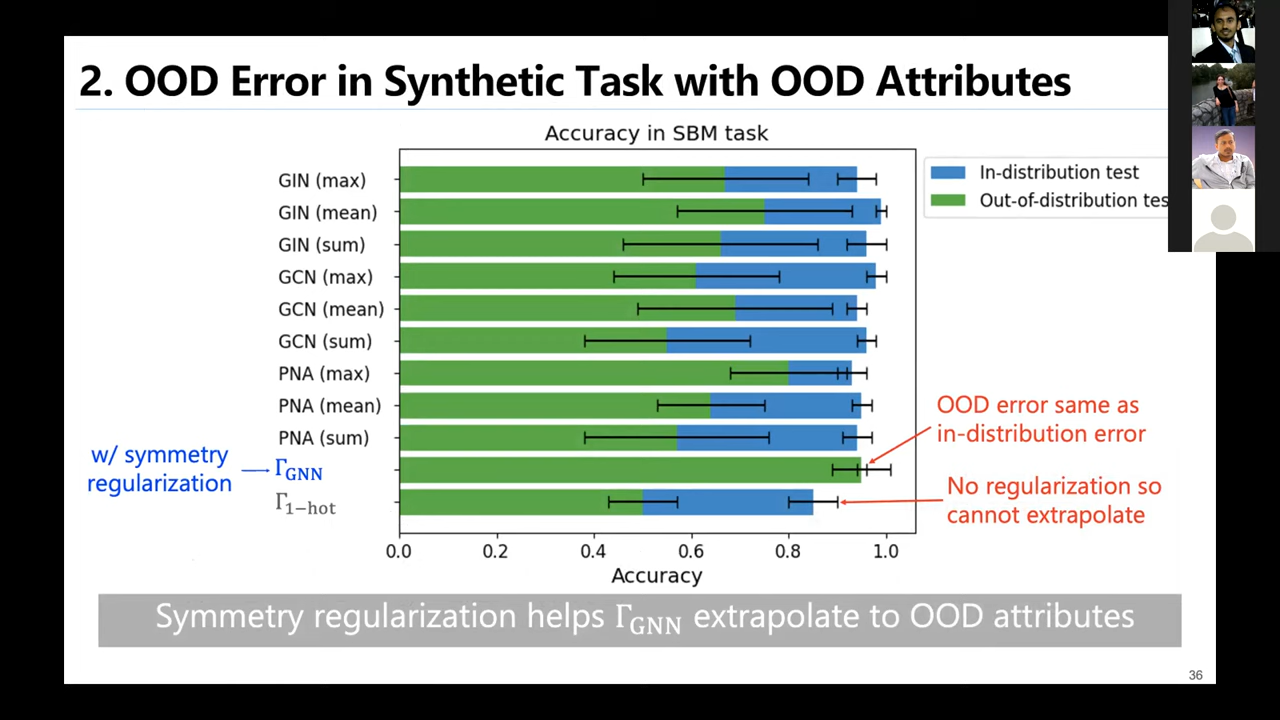 2. OOD Error in Synthetic Task with OOD Attributes
Accuracy in SBM task
GIN (max)
GIN (mean)
GIN (sum)
GCN (max)
GCN (mean)
GCN (sum)
PNA (max)
PNA (mean)
PNA (sum)
Γ_GNN
Γ_1-hot
w/ symmetry
regularization
In-distribution test
Out-of-distribution tes
OOD error same as
in-distribution error
No regularization so
cannot extrapolate
0.0 0.2 0.4 0.6 0.8 1.0
Accuracy
Symmetry regularization helps Γ_GNN extrapolate to OOD attributes
36